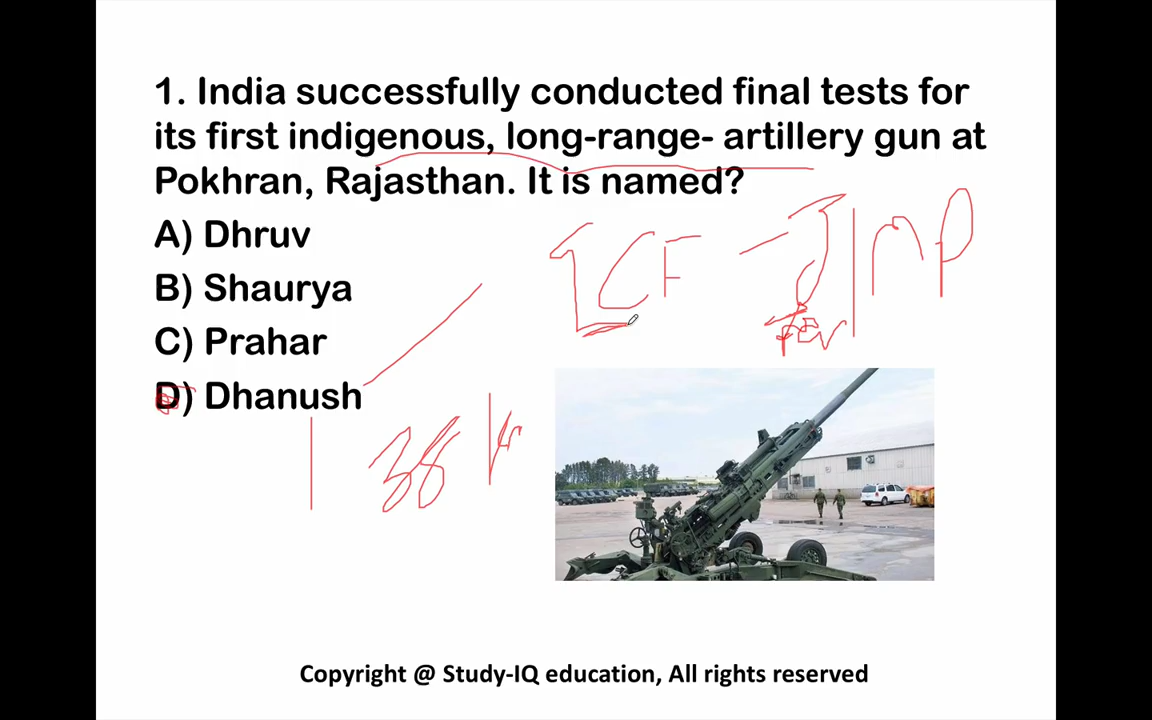 1. India successfully conducted final tests for
its first indigenous, long-range- artillery gun at
Pokhran, Rajasthan. It is named?
A) Dhruv
B) Shaurya
C) Prahar
D) Dhanush
38 k
Copyright @ Study-IQ education, All rights reserved